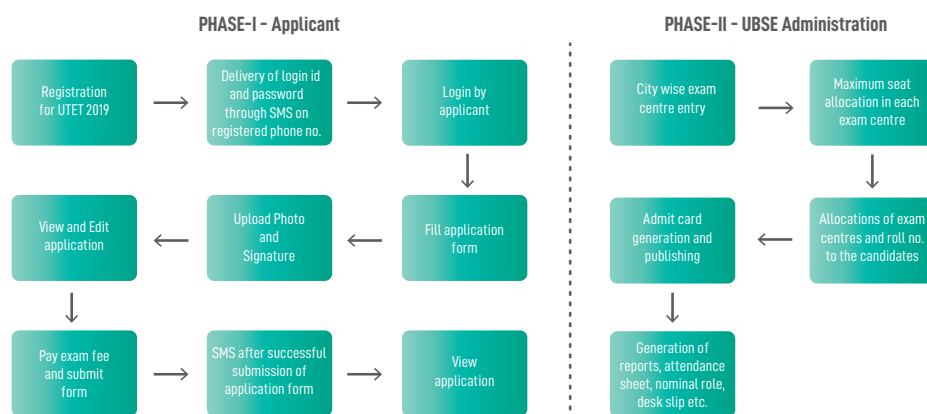 PHASE-I - Applicant
Registration
for UTET 2019
Delivery of login id
and password
through SMS on
registered phone no.
Login by
applicant
Fill application
form
Upload Photo
and
Signature
View and Edit
application
Pay exam fee
and submit
form
SMS after successful
submission of
application form
View
application
PHASE-II - UBSE Administration
City wise exam
centre entry
Maximum seat
allocation in each
exam centre
Allocations of exam
centres and roll no.
to the candidates
Admit card
generation and
publishing
Generation of
reports, attendance
sheet, nominal role,
desk slip etc.